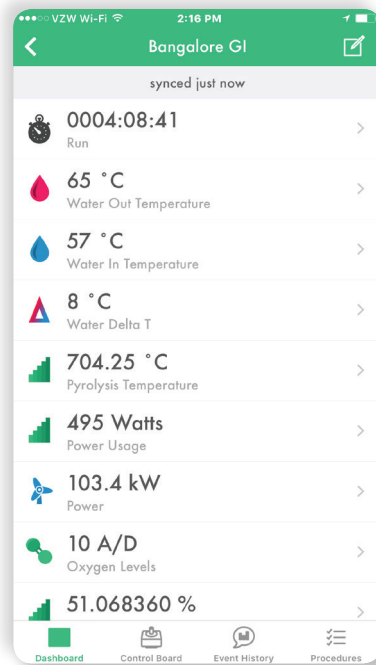 VZW Wi-Fi
2:16 PM
Bangalore GI
synced just now
0004:08:41
Run
65 °C
Water Out Temperature
57 °C
Water In Temperature
8 °C
Water Delta T
704.25 °C
Pyrolysis Temperature
495 Watts
Power Usage
103.4 kW
Power
10 A/D
Oxygen Levels
51.068360 %
Dashboard
Control Board
Event History
Procedures